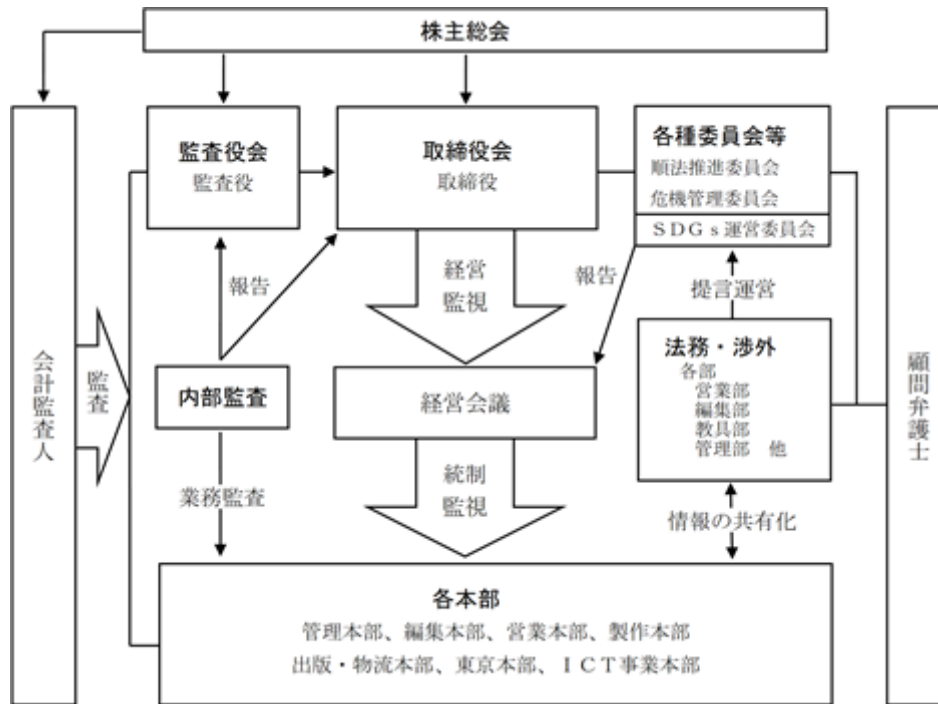 株主総会
監査役会
監査役
取締役会
取締役
各種委員会等
順法推進委員会
危機管理委員会
ＳＤＧｓ運営委員会
報告
経営
監視
報告
提言運営
会計監査人
監査
内部監査
経営会議
法務・渉外
各部
営業部
編集部
教具部
管理部　他
顧問弁護士
業務監査
統制
監視
情報の共有化
各本部
管理本部、編集本部、営業本部、製作本部
出版・物流本部、東京本部、ＩＣＴ事業本部